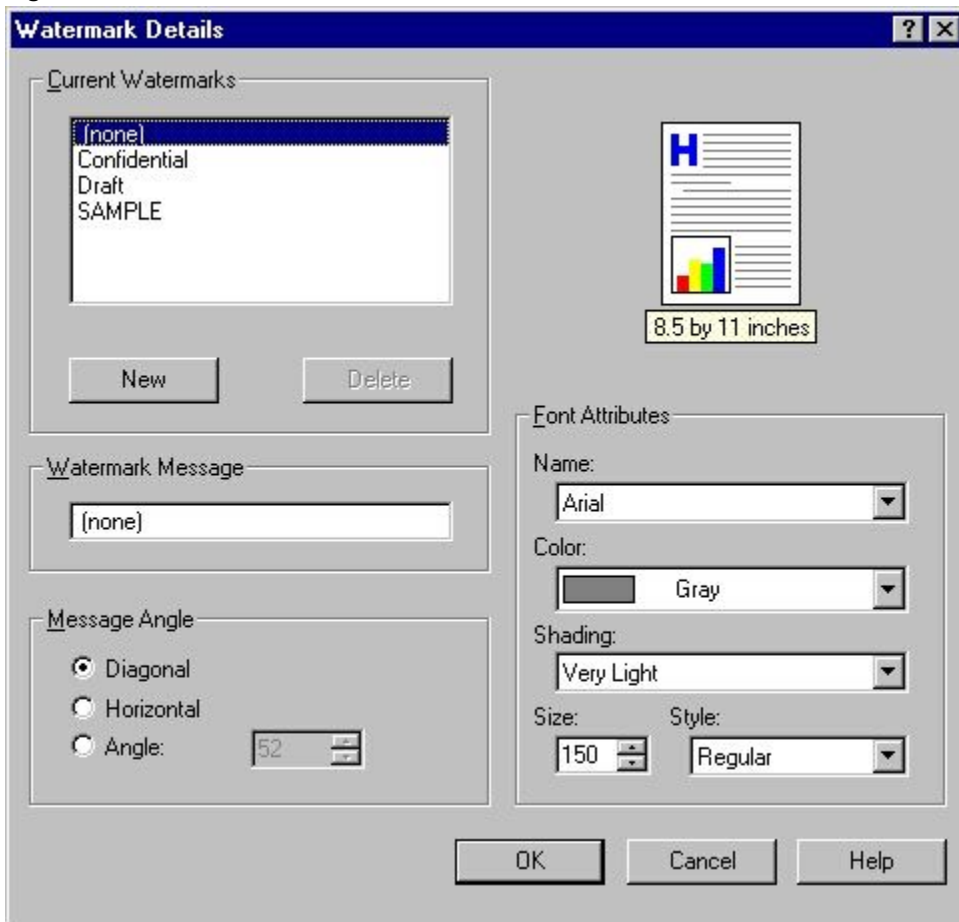 Watermark Details
Current Watermarks
(none)
Confidential
Draft
SAMPLE
New Delete
H
8.5 by 11 inches
Watermark Message
(none)
Message Angle
Diagonal
Horizontal
Angle: 52
Font Attributes
Name:
Arial
Color:
Gray
Shading:
Very Light
Size: Style:
150 Regular
OK Cancel Help